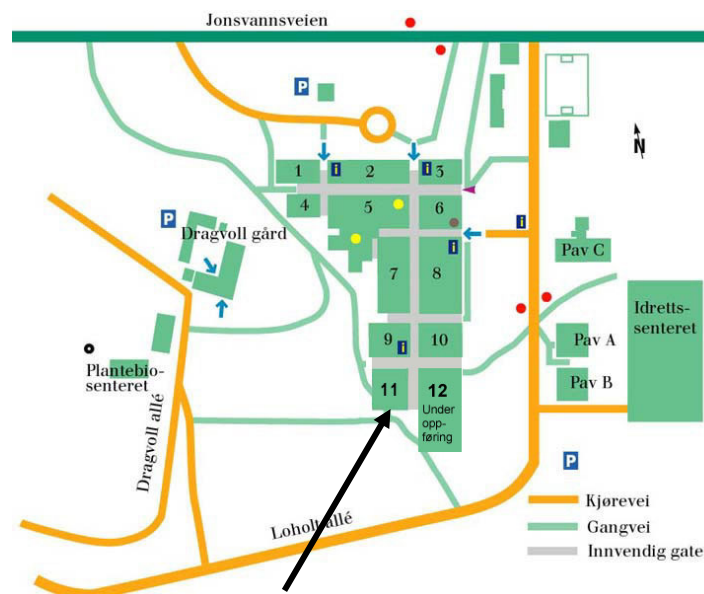 Jonsvannsveien
P
N
1
i
2
i
3
4
5
6
P
Dragvoll gård
i
i
Pav C
7
8
Idretts-
senteret
9
i
10
Pav A
Plantebio-
senteret
11
12
Under
opp-
føring
Pav B
Dragvoll allé
Loholt allé
P
Kjørevei
Gangvei
Innvendig gate